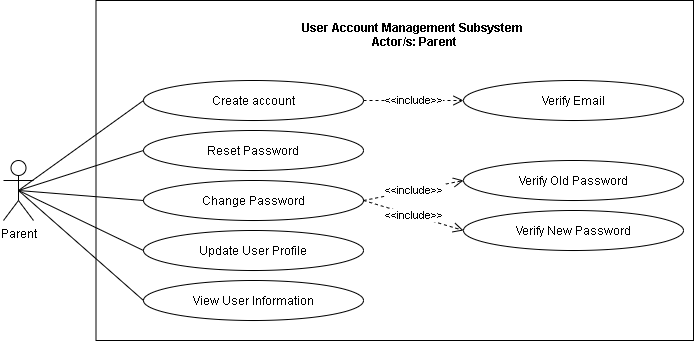 User Account Management Subsystem
Actor/s: Parent
Create account
<<include>>
Verify Email
Reset Password
Change Password
<<include>>
Verify Old Password
<<include>>
Verify New Password
Parent
Update User Profile
View User Information